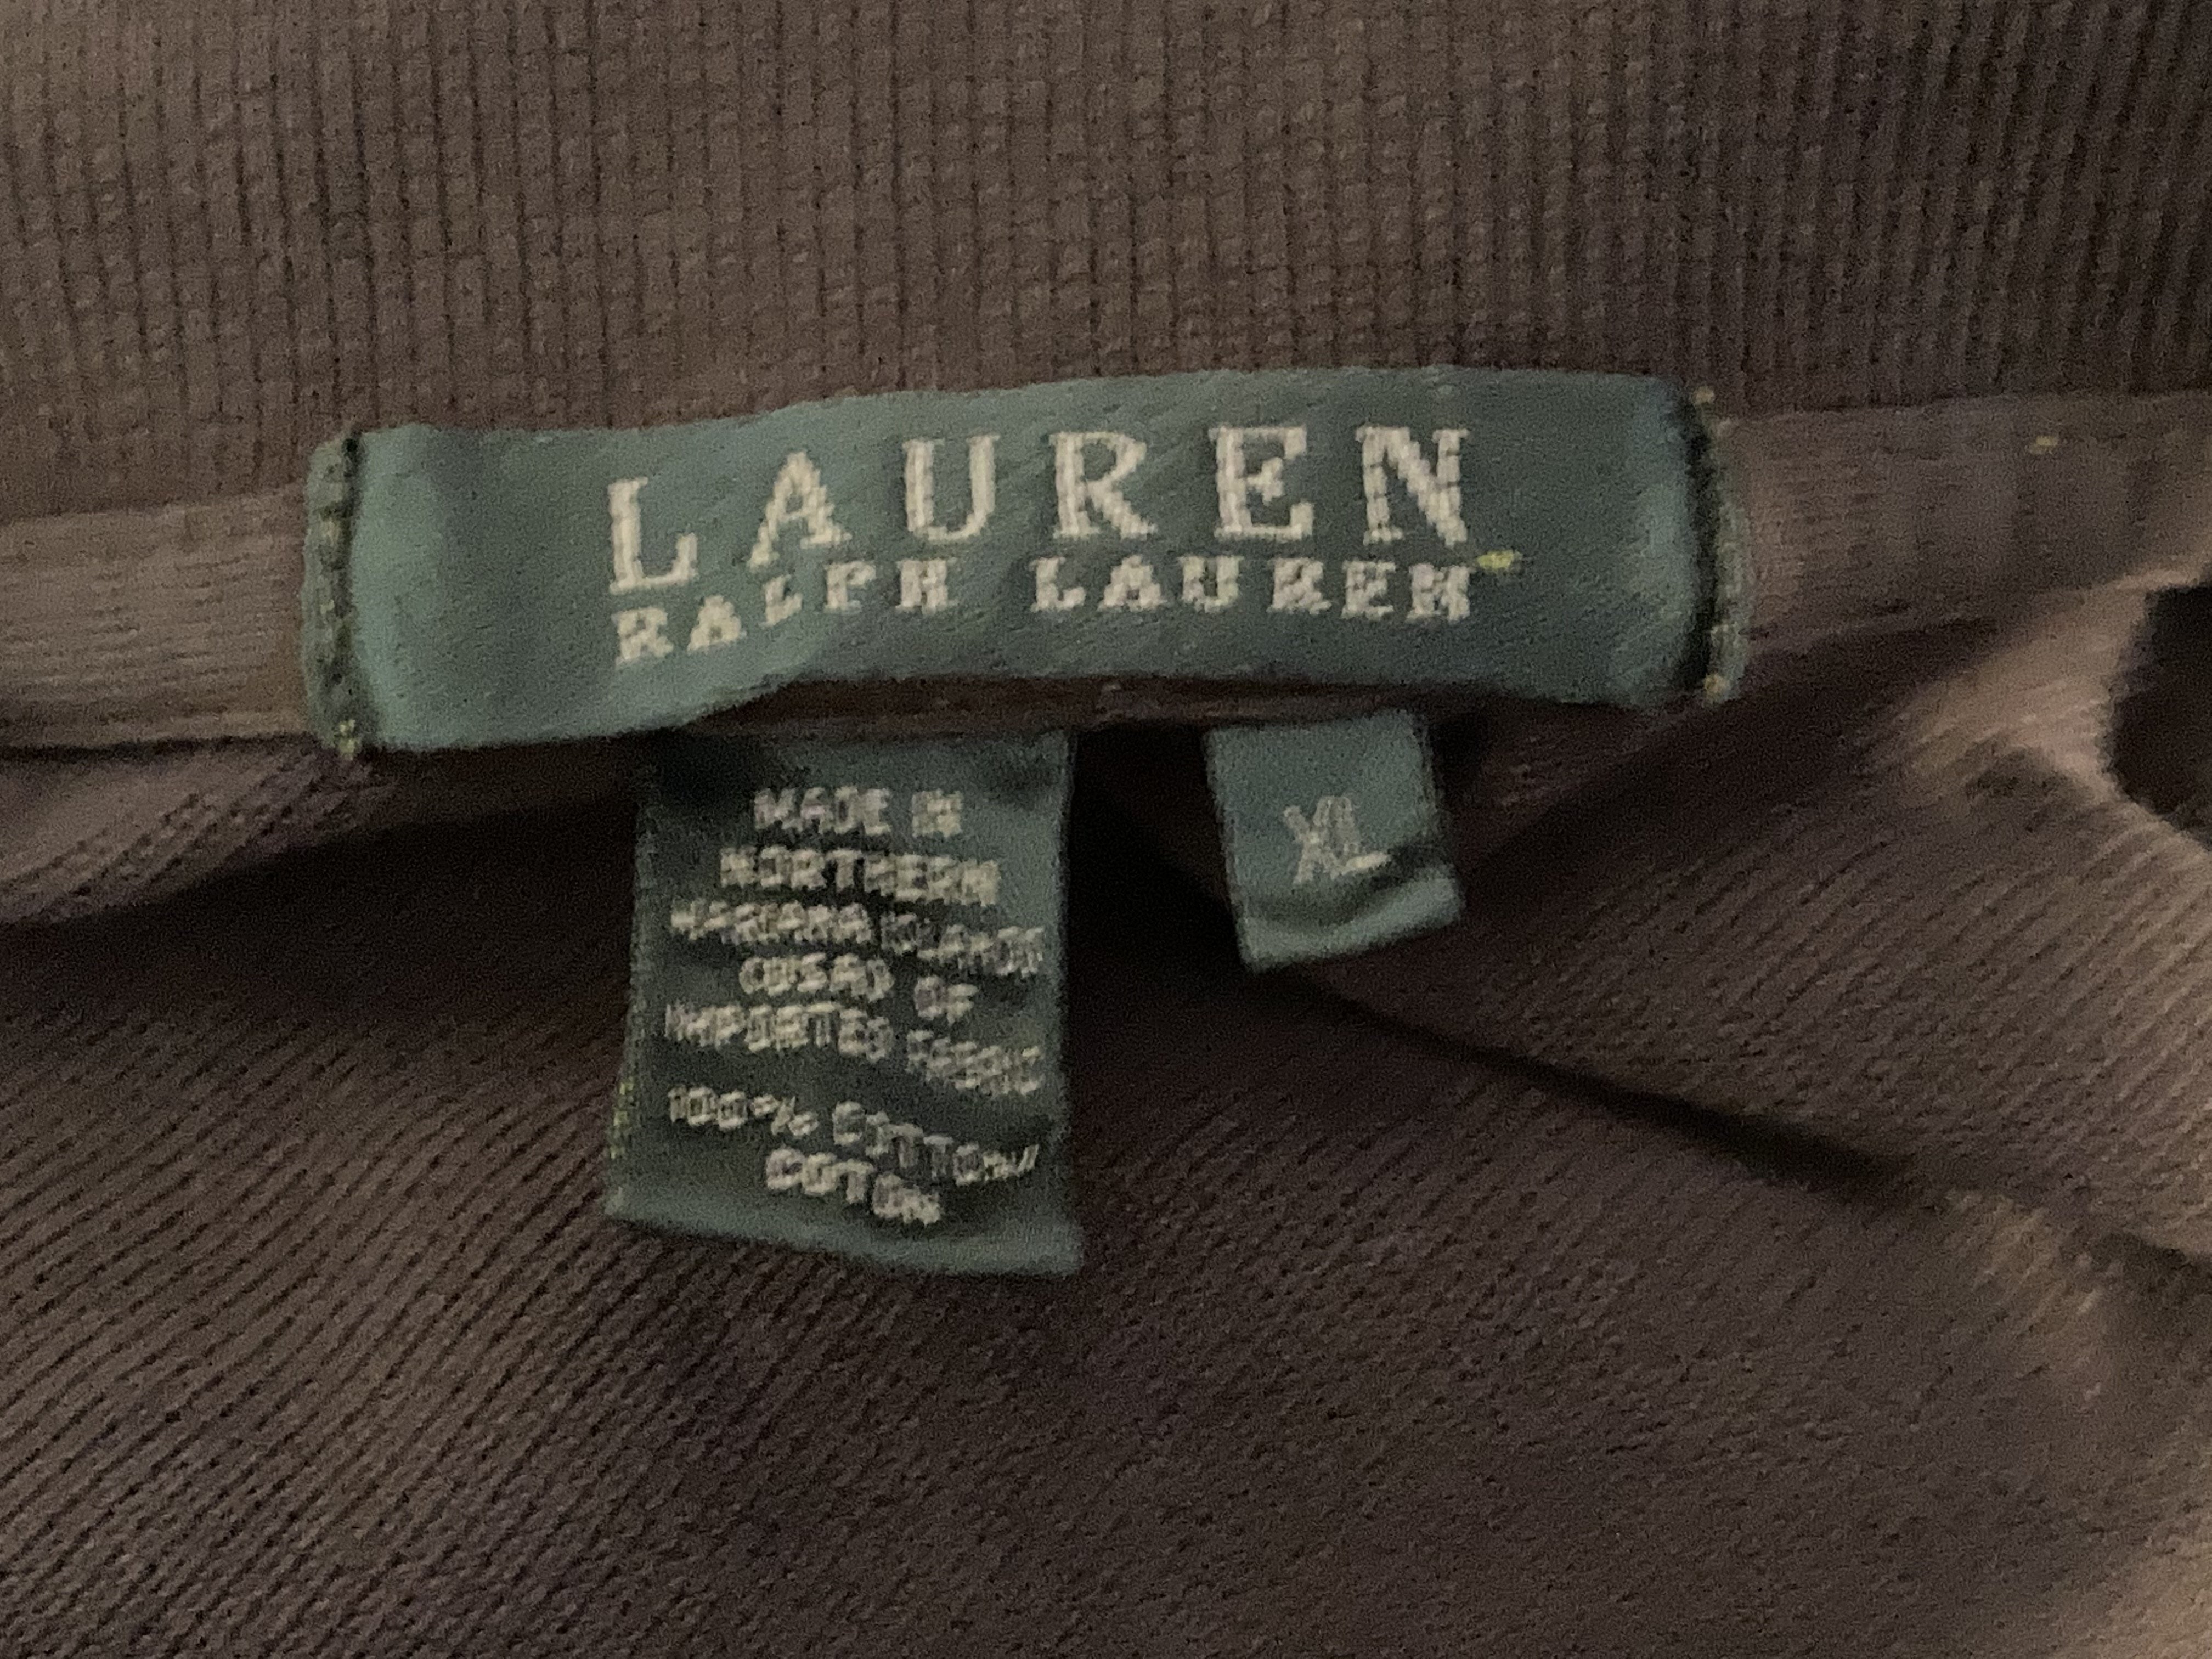 LAUREN
RALPH LAUREN
MADE IN
NORTHERN
MARIANA ISLANDS
(USA) OF
IMPORTED FABRIC
100% COTTON/
COTON
XL